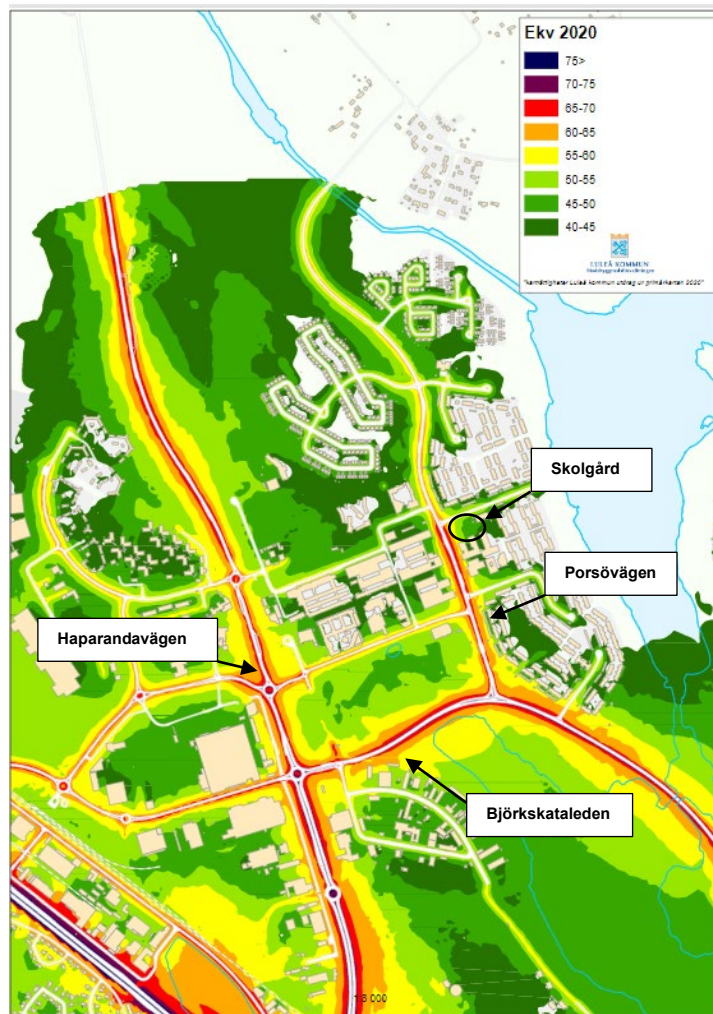 Ekv 2020
75>
70-75
65-70
60-65
55-60
50-55
45-50
40-45
LULEÅ KOMMUN
Skolgård
Porsövägen
Haparandavägen
Björkskataleden